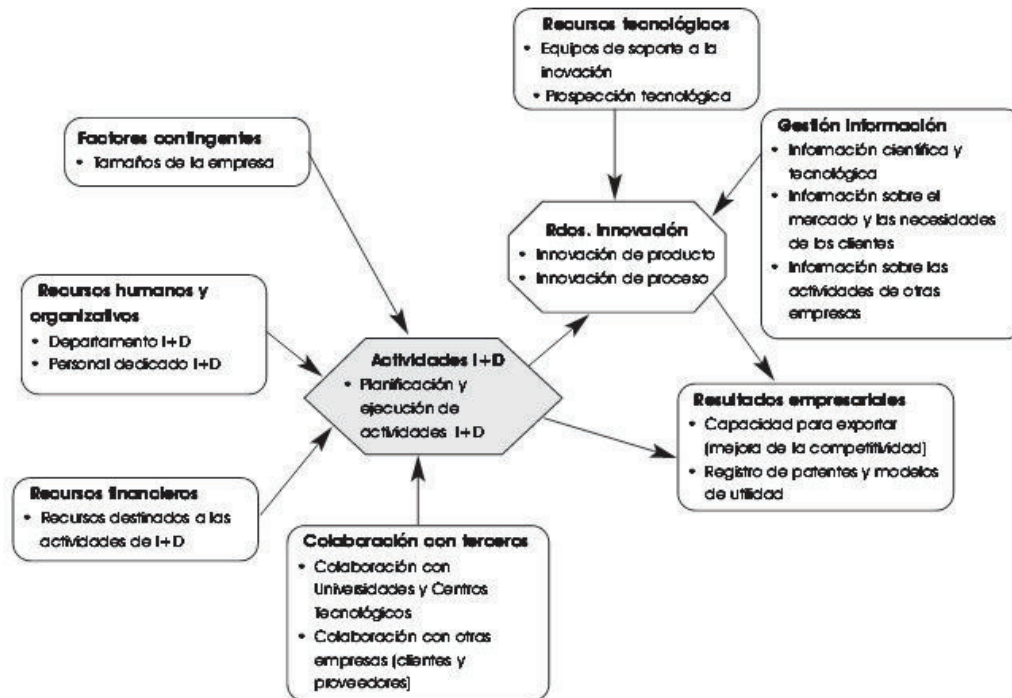 Recursos tecnológicos
• Equipos de soporte a la
inovación
• Prospección tecnológica
Factores contingentes
• Tamaños de la empresa
Gestión información
• Información científica y
tecnológica
• Información sobre el
mercado y las necesidades
de los clientes
• Información sobre las
actividades de otras
empresas
Rdos. Innovación
• Innovación de producto
• Innovación de proceso
Recursos humanos y
organizativos
• Departamento I+D
• Personal dedicado I+D
Actividades I+D
• Planificación y
ejecución de
actividades I+D
Resultados empresariales
• Capacidad para exportar
(mejora de la competitividad)
• Registro de patentes y modelos
de utilidad
Recursos financieros
• Recursos destinados a las
actividades de I+D
Colaboración con terceros
• Colaboración con
Universidades y Centros
Tecnológicos
• Colaboración con otras
empresas (clientes y
proveedores)